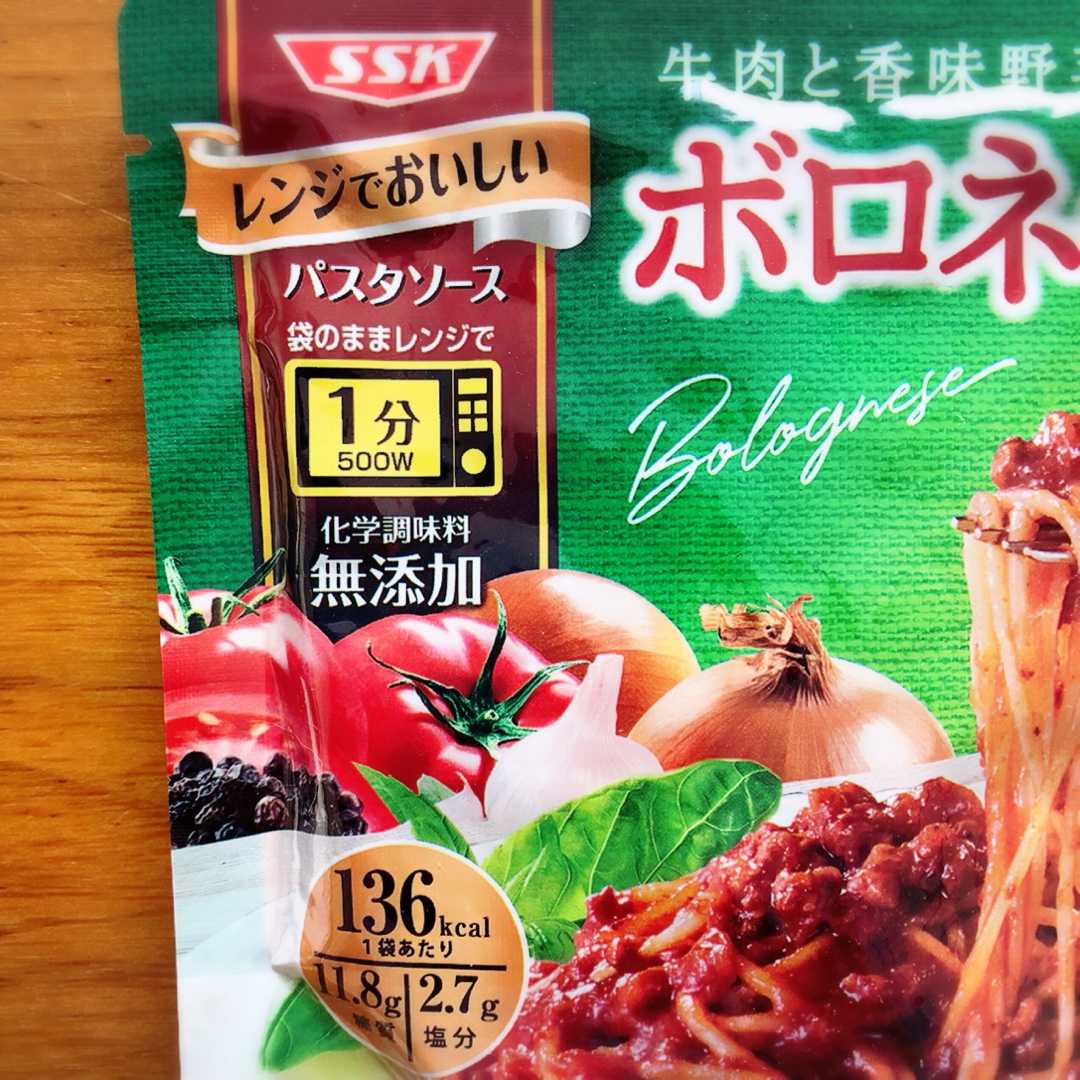 SSK
レンジでおいしい
パスタソース
袋のままレンジで
1分
500W
化学調味料
無添加
牛肉と香味野
ボロネ
Bolognese
136kcal
1袋あたり
11.8g 糖質
2.7g 塩分